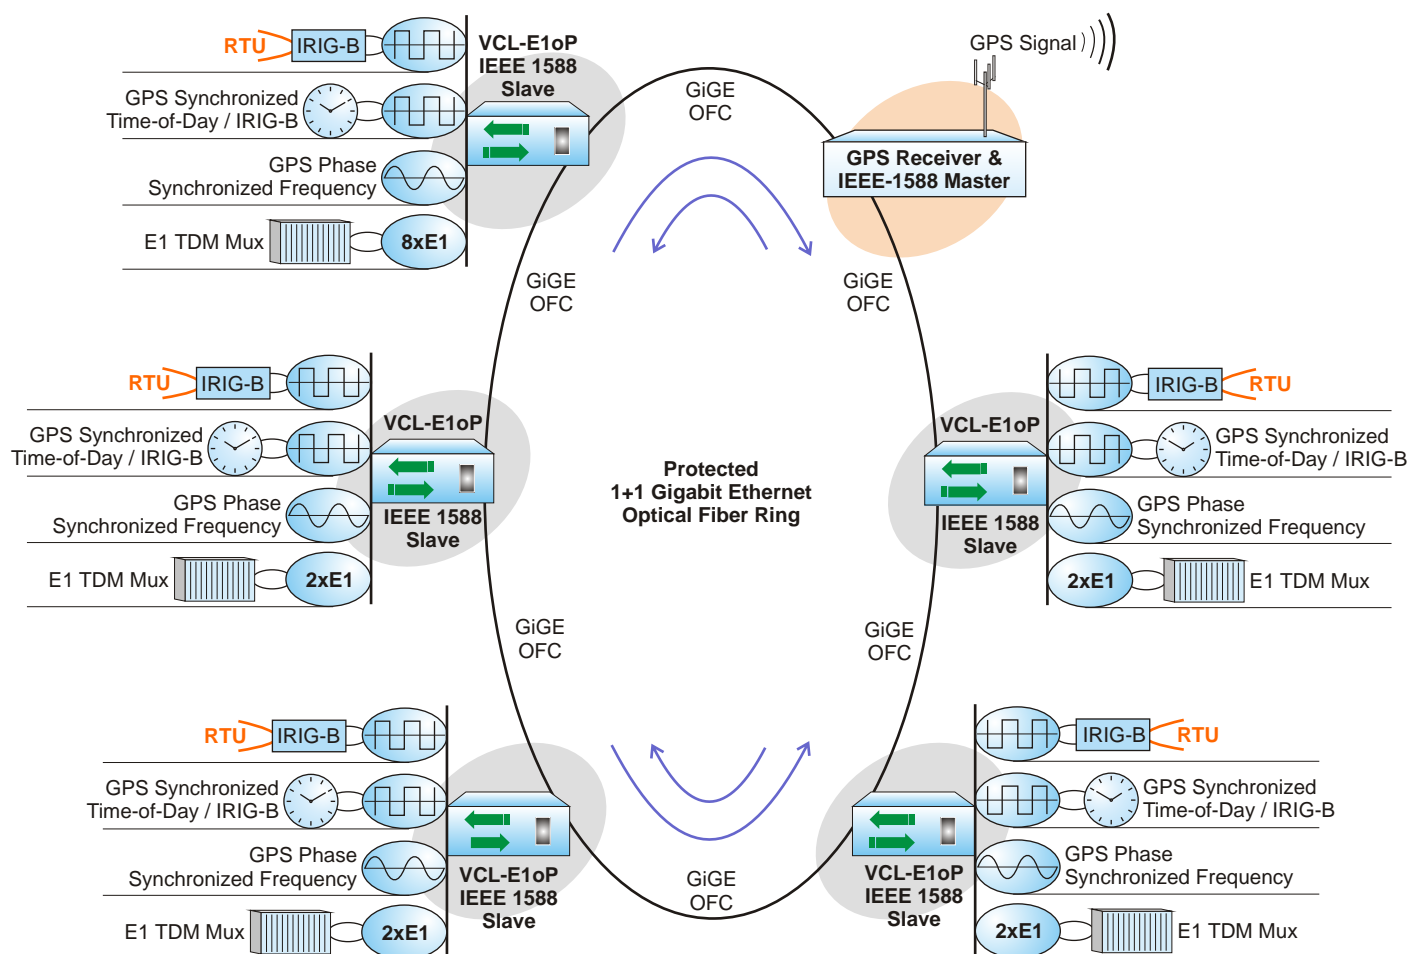 RTU
IRIG-B
GPS Synchronized
Time-of-Day / IRIG-B
GPS Phase
Synchronized Frequency
E1 TDM Mux
8xE1
VCL-E1oP
IEEE 1588
Slave
GiGE
OFC
GPS Signal
GPS Receiver &
IEEE-1588 Master
GiGE
OFC
GiGE
OFC
RTU
IRIG-B
GPS Synchronized
Time-of-Day / IRIG-B
GPS Phase
Synchronized Frequency
E1 TDM Mux
2xE1
VCL-E1oP
IEEE 1588
Slave
Protected
1+1 Gigabit Ethernet
Optical Fiber Ring
VCL-E1oP
IEEE 1588
Slave
IRIG-B
RTU
GPS Synchronized
Time-of-Day / IRIG-B
GPS Phase
Synchronized Frequency
2xE1
E1 TDM Mux
GiGE
OFC
GiGE
OFC
RTU
IRIG-B
GPS Synchronized
Time-of-Day / IRIG-B
GPS Phase
Synchronized Frequency
E1 TDM Mux
2xE1
VCL-E1oP
IEEE 1588
Slave
GiGE
OFC
VCL-E1oP
IEEE 1588
Slave
IRIG-B
RTU
GPS Synchronized
Time-of-Day / IRIG-B
GPS Phase
Synchronized Frequency
2xE1
E1 TDM Mux